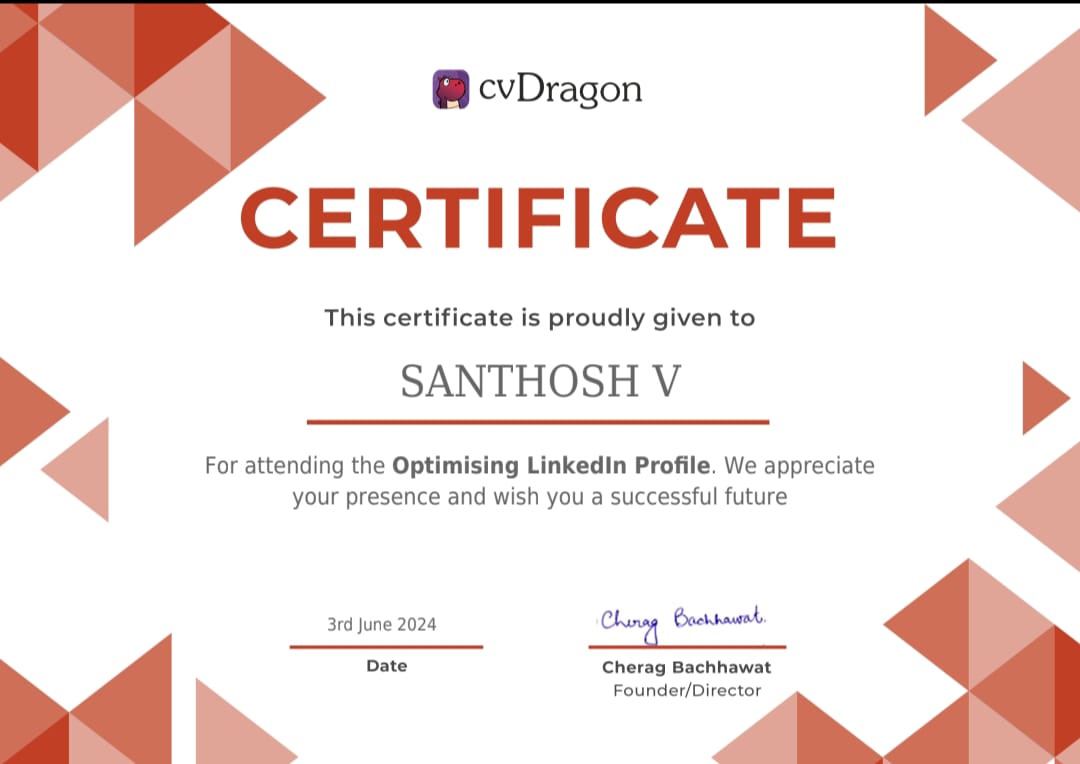 cvDragon
CERTIFICATE
This certificate is proudly given to
SANTHOSH V
For attending the Optimising LinkedIn Profile. We appreciate
your presence and wish you a successful future
3rd June 2024
Date
Cherag Bachhawat.
Cherag Bachhawat
Founder/Director